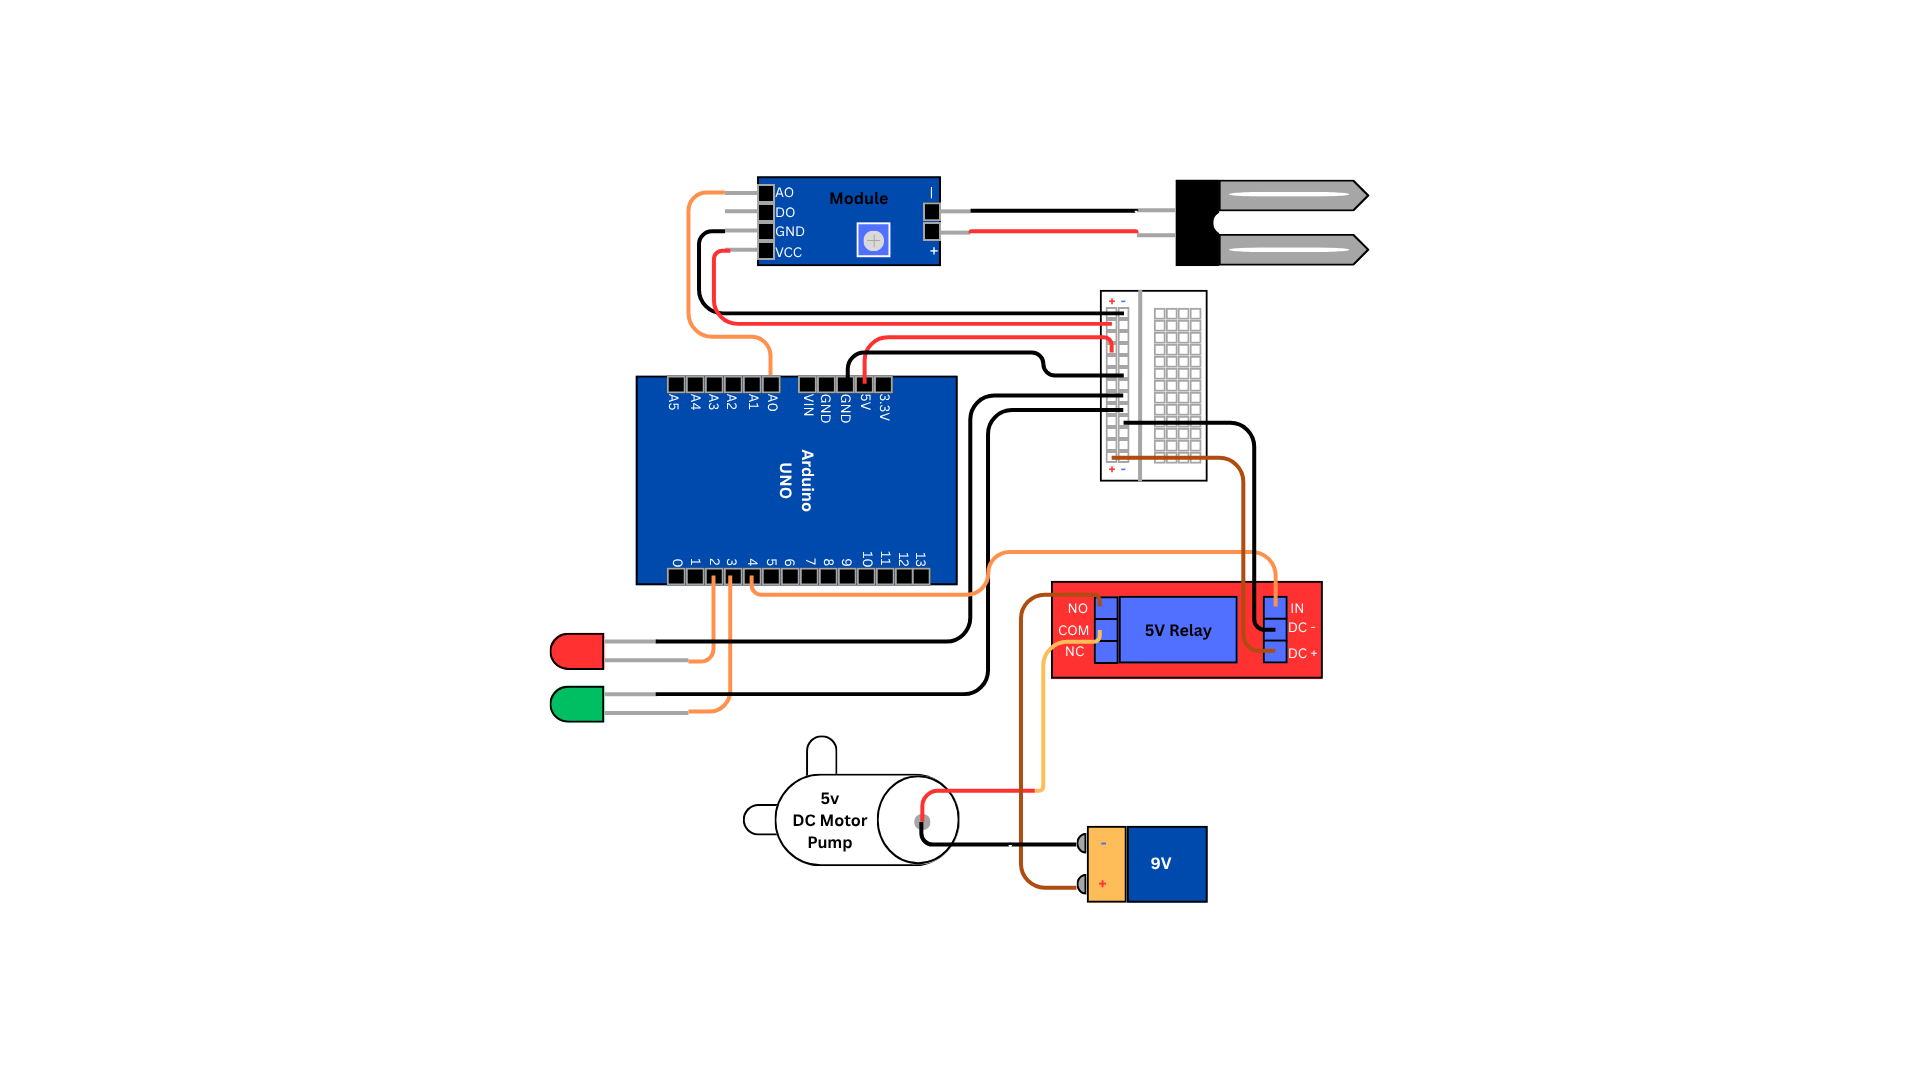 AO
DO
GND
VCC
Module
|
+
+ -
+ -
A5
A4
A3
A2
A1
A0
VIN
GND
GND
5V
3.3V
Arduino
UNO
0
1
2
3
4
5
6
7
8
9
10
11
12
13
NO
COM
NC
5V Relay
IN
DC -
DC +
5v
DC Motor
Pump
-
+
9V